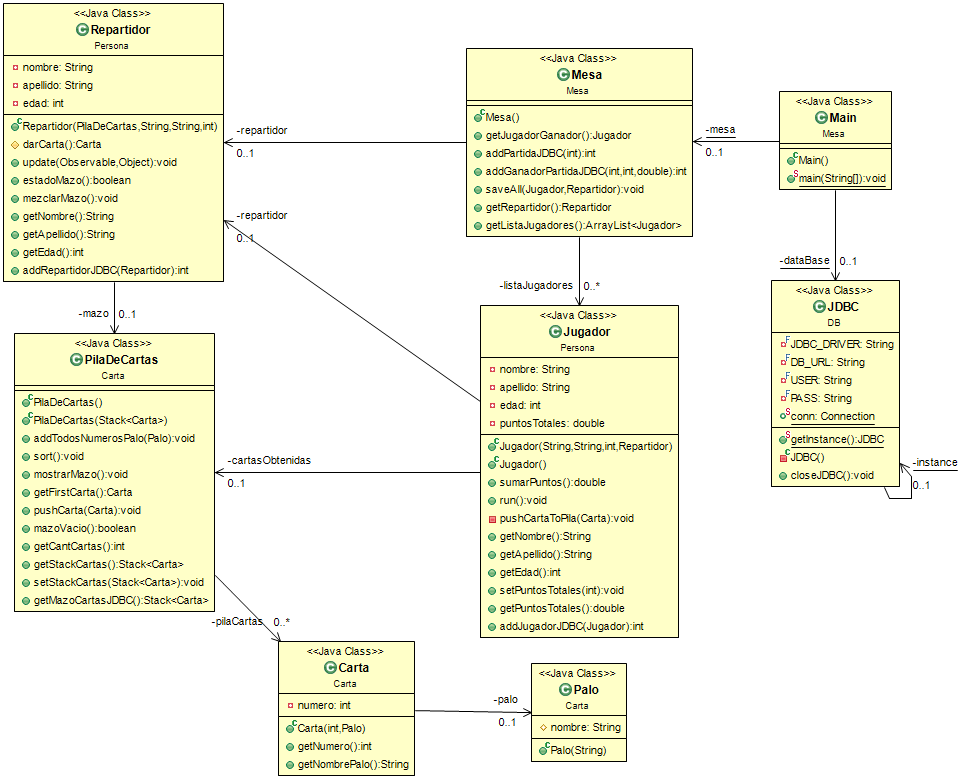 <<Java Class>>
Repartidor
Persona
nombre: String
apellido: String
edad: int
Repartidor(PilaDeCartas,String,String,int)
darCarta():Carta
update(Observable,Object):void
estadoMazo():boolean
mezclarMazo():void
getNombre():String
getApellido():String
getEdad():int
addRepartidorJDBC(Repartidor):int
-repartidor
0..1
-repartidor
0..1
<<Java Class>>
Mesa
Mesa
Mesa()
getJugadorGanador():Jugador
addPartidaJDBC(int):int
addGanadorPartidaJDBC(int,int,double):int
saveAll(Jugador,Repartidor):void
getRepartidor():Repartidor
getListaJugadores():ArrayList<Jugador>
-mesa
0..1
<<Java Class>>
Main
Mesa
Main()
main(String[]):void
-dataBase
0..1
-listaJugadores
0..*
-mazo
0..1
<<Java Class>>
PilaDeCartas
Carta
PilaDeCartas()
PilaDeCartas(Stack<Carta>)
addTodosNumerosPalo(Palo):void
sort():void
mostrarMazo():void
getFirstCarta():Carta
pushCarta(Carta):void
mazoVacio():boolean
getCantCartas():int
getStackCartas():Stack<Carta>
setStackCartas(Stack<Carta>):void
getMazoCartasJDBC():Stack<Carta>
-cartasObtenidas
0..1
<<Java Class>>
Jugador
Persona
nombre: String
apellido: String
edad: int
puntosTotales: double
Jugador(String,String,int,Repartidor)
Jugador()
sumarPuntos():double
run():void
pushCartaToPila(Carta):void
getNombre():String
getApellido():String
getEdad():int
setPuntosTotales(int):void
getPuntosTotales():double
addJugadorJDBC(Jugador):int
<<Java Class>>
JDBC
DB
JDBC_DRIVER: String
DB_URL: String
USER: String
PASS: String
conn: Connection
getInstance():JDBC
JDBC()
closeJDBC():void
-instance
0..1
-pilaCartas
0..*
<<Java Class>>
Carta
Carta
numero: int
Carta(int,Palo)
getNumero():int
getNombrePalo():String
-palo
0..1
<<Java Class>>
Palo
Carta
nombre: String
Palo(String)